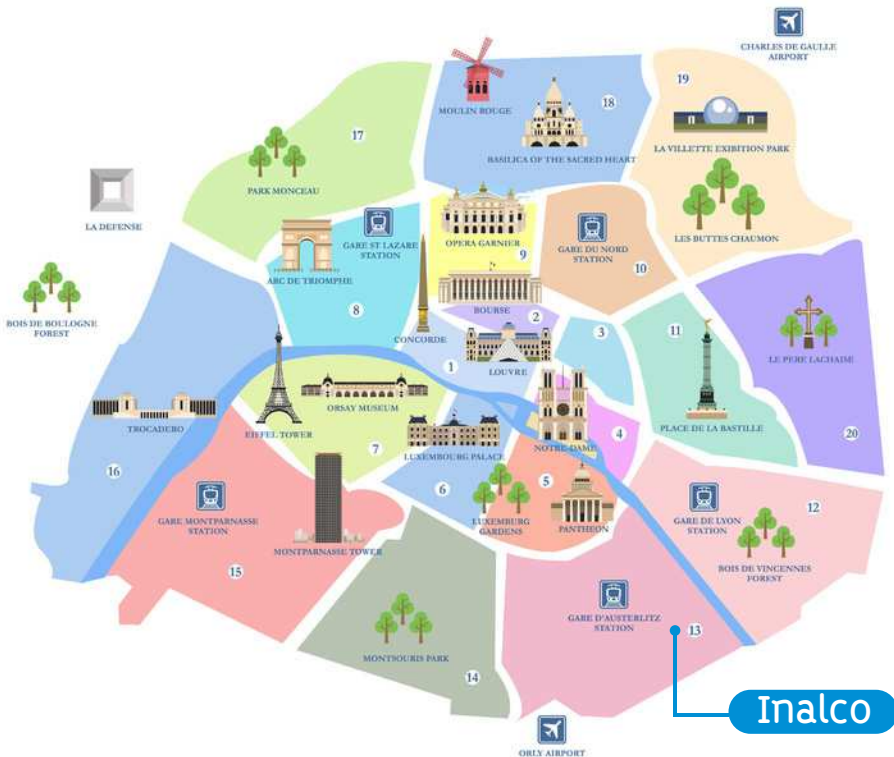 CHARLES DE GAULLE
AIRPORT
19
MOULIN ROUGE
18
BASILICA OF THE SACRED HEART
LA VILLETTE EXIBITION PARK
17
PARK MONCEAU
LA DEFENSE
GARE ST LAZARE
STATION
OPERA GARNIER
9
GARE DU NORD
STATION
10
LES BUTTES CHAUMON
ARC DE TRIOMPHE
8
BOURSE
2
BOIS DE BOULOGNE
FOREST
CONCORDE
1
LOUVRE
3
11
LE PERE LACHAISE
TROCADERO
16
EIFFEL TOWER
ORSAY MUSEUM
7
LUXEMBOURG PALACE
6
NOTRE-DAME
4
PLACE DE LA BASTILLE
20
GARE MONTPARNASSE
STATION
MONTPARNASSE TOWER
15
LUXEMBURG
GARDENS
5
PANTHEON
GARE DE LYON
STATION
12
BOIS DE VINCENNES
FOREST
MONTSOURIS PARK
14
GARE D'AUSTERLITZ
STATION
13
Inalco
ORLY AIRPORT